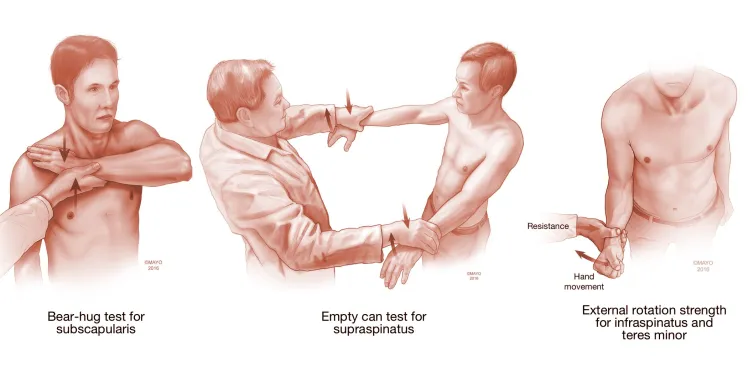 ©MAYO
2016
Bear-hug test for
subscapularis
©MAYO
2016
Empty can test for
supraspinatus
Resistance
Hand
movement
©MAYO
2016
External rotation strength
for infraspinatus and
teres minor